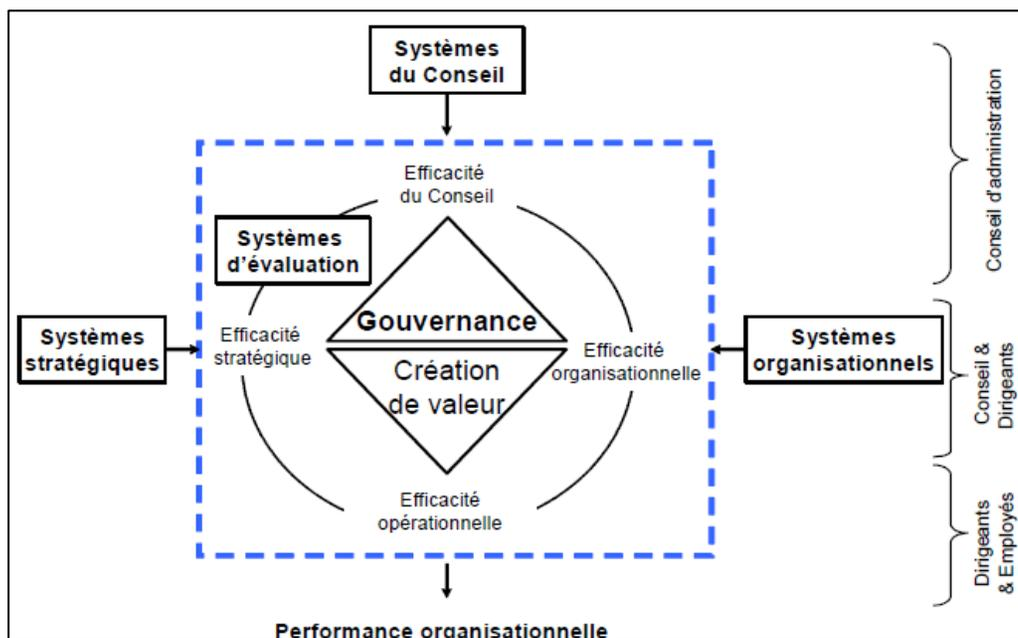 Systèmes
du Conseil
Conseil d'administration
Efficacité
du Conseil
Systèmes
d'évaluation
Gouvernance
Systèmes
stratégiques
Efficacité
stratégique
Création
de valeur
Efficacité
organisationnelle
Systèmes
organisationnels
Conseil &
Dirigeants
Efficacité
opérationnelle
Dirigeants
& Employés
Performance organisationnelle